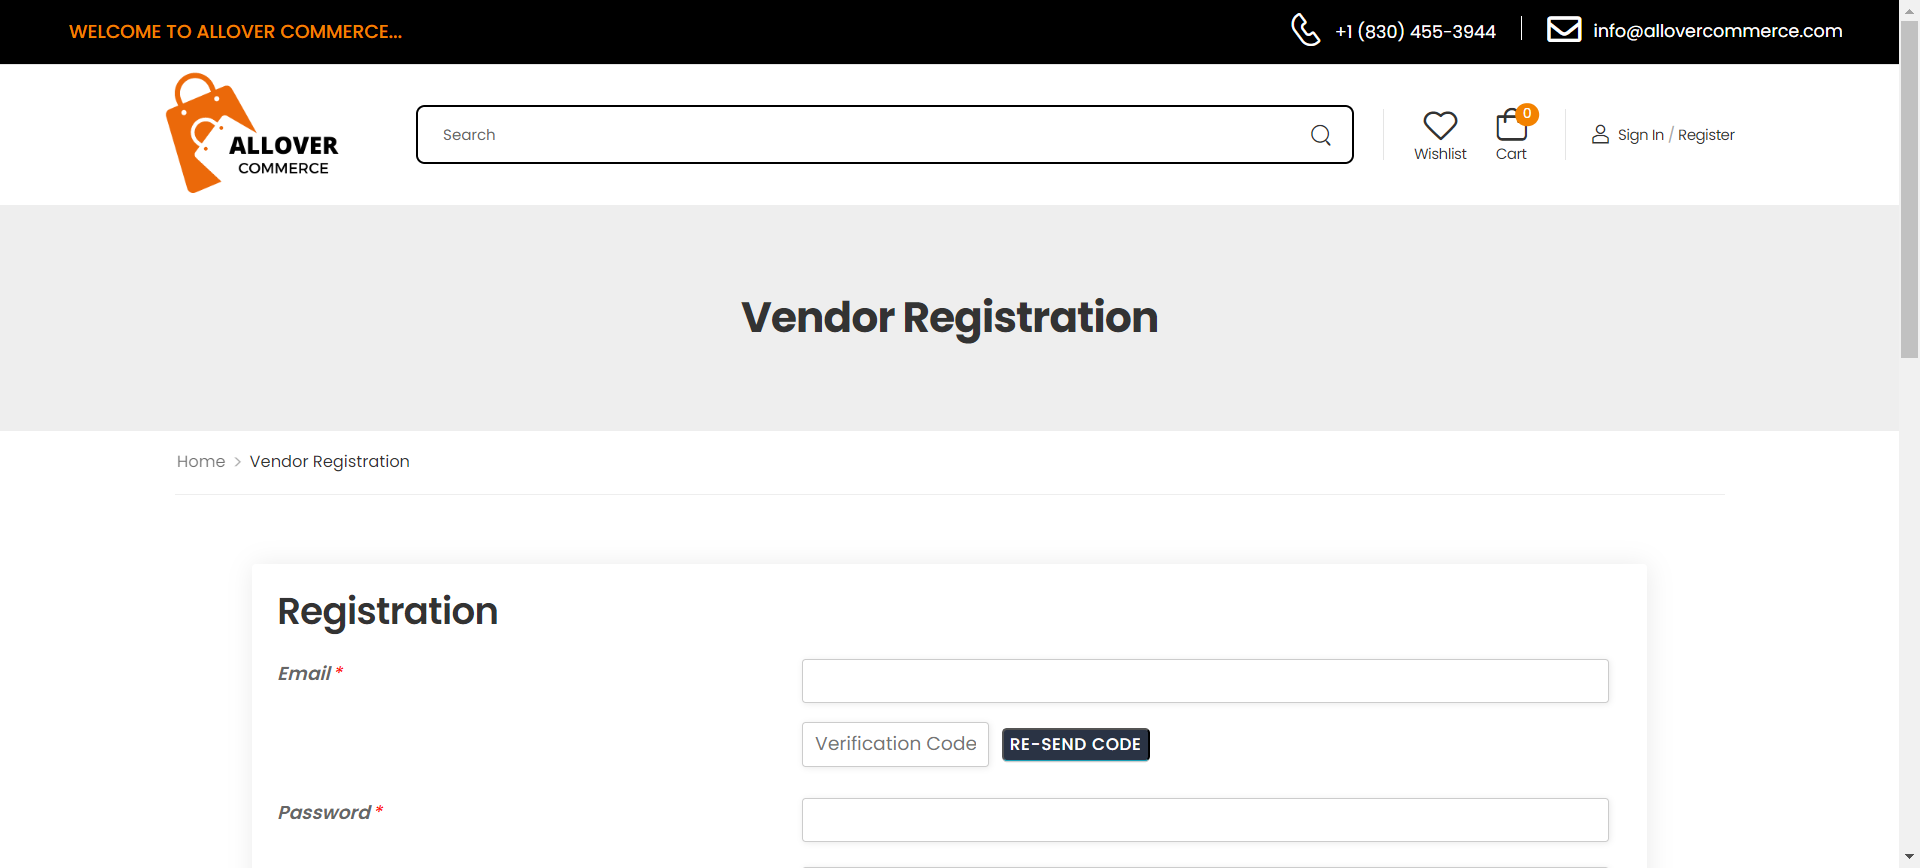 WELCOME TO ALLOVER COMMERCE...
+1 (830) 455-3944
info@allovercommerce.com
ALLOVER
COMMERCE
Search
Wishlist
0
Cart
Sign In / Register
Vendor Registration
Home > Vendor Registration
Registration
Email *
Verification Code
RE-SEND CODE
Password *